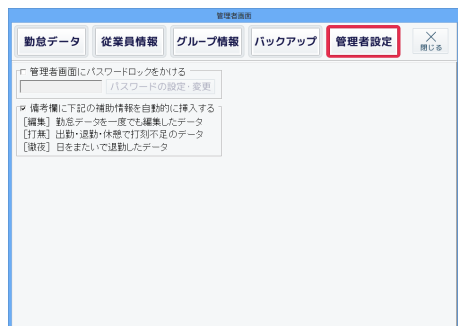 管理者画面
勤怠データ 従業員情報 グループ情報 バックアップ 管理者設定 閉じる
管理者画面にパスワードロックをかける
パスワードの設定・変更
備考欄に下記の補助情報を自動的に挿入する
[編集] 勤怠データを一度でも編集したデータ
[打無] 出勤・退勤・休憩で打刻不足のデータ
[徹夜] 日をまたいで退勤したデータ